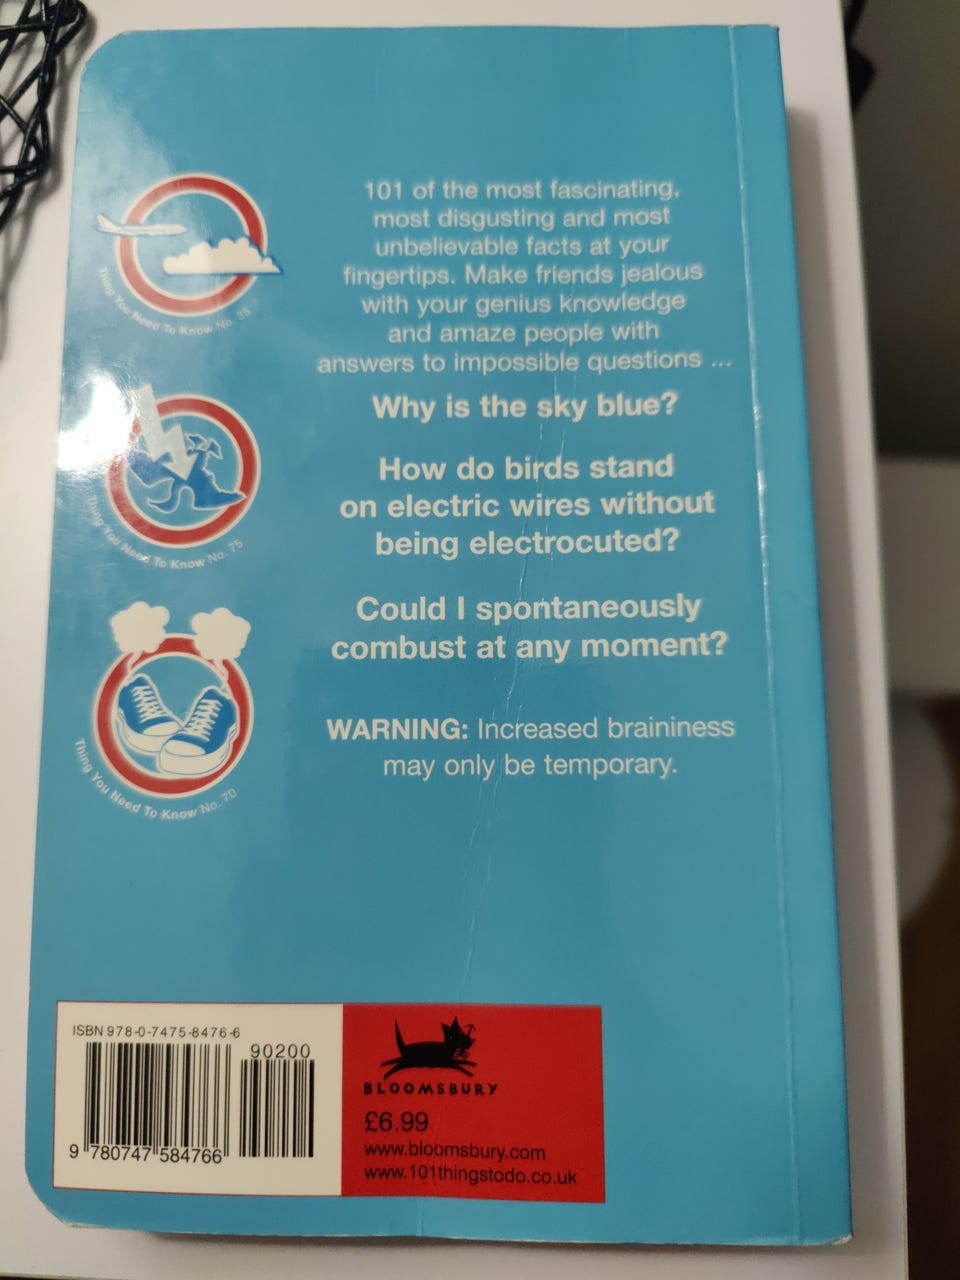 101 of the most fascinating,
most disgusting and most
unbelievable facts at your
fingertips. Make friends jealous
with your genius knowledge
and amaze people with
answers to impossible questions ...
Why is the sky blue?
How do birds stand
on electric wires without
being electrocuted?
Could I spontaneously
combust at any moment?
WARNING: Increased braininess
may only be temporary.
Thing You Need To Know No. 35
Thing You Need To Know No. 75
Thing You Need To Know No. 70
ISBN 978-0-7475-8476-6
90200
9 780747 584766
BLOOMSBURY
£6.99
www.bloomsbury.com
www.101thingstodo.co.uk